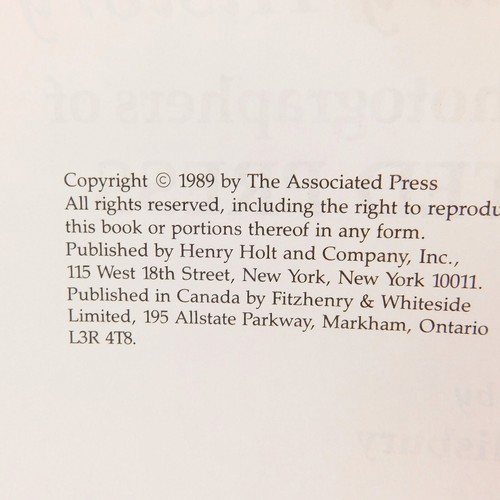 Copyright © 1989 by The Associated Press
All rights reserved, including the right to reprodu
this book or portions thereof in any form.
Published by Henry Holt and Company, Inc.,
115 West 18th Street, New York, New York 10011.
Published in Canada by Fitzhenry & Whiteside
Limited, 195 Allstate Parkway, Markham, Ontario
L3R 4T8.